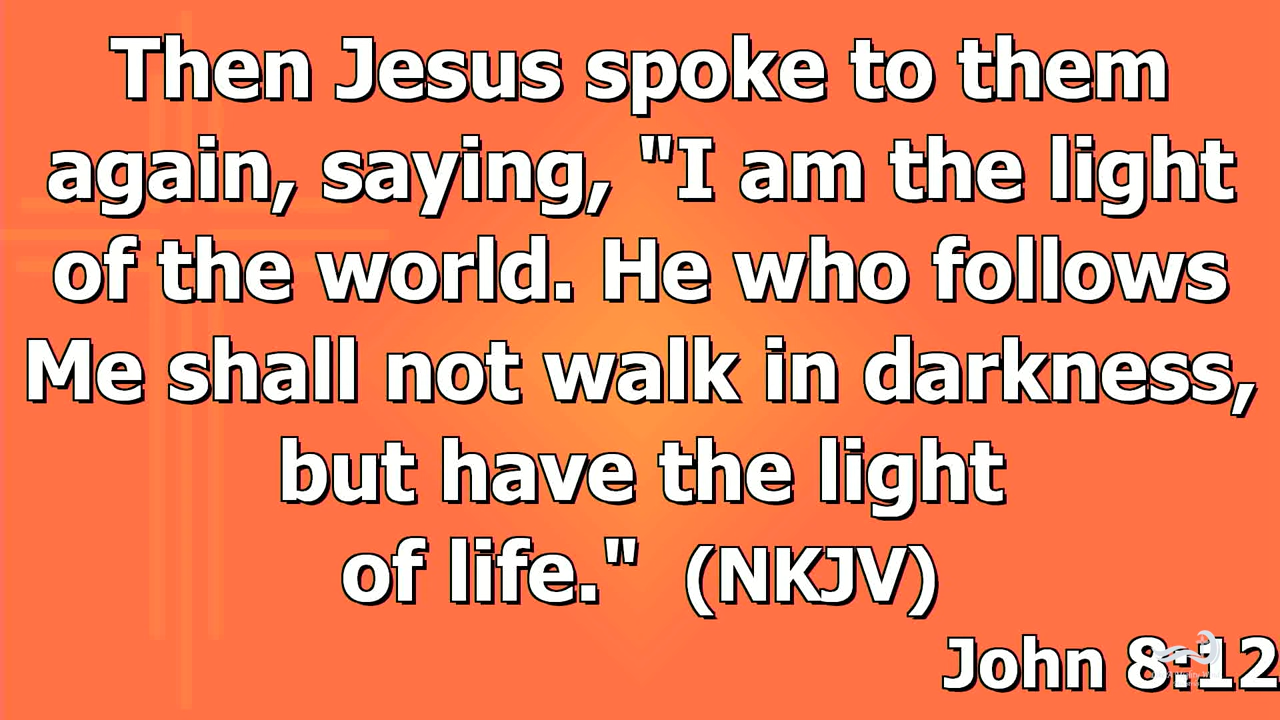 Then Jesus spoke to them
again, saying, "I am the light
of the world. He who follows
Me shall not walk in darkness,
but have the light
of life."  (NKJV)
John 8:12